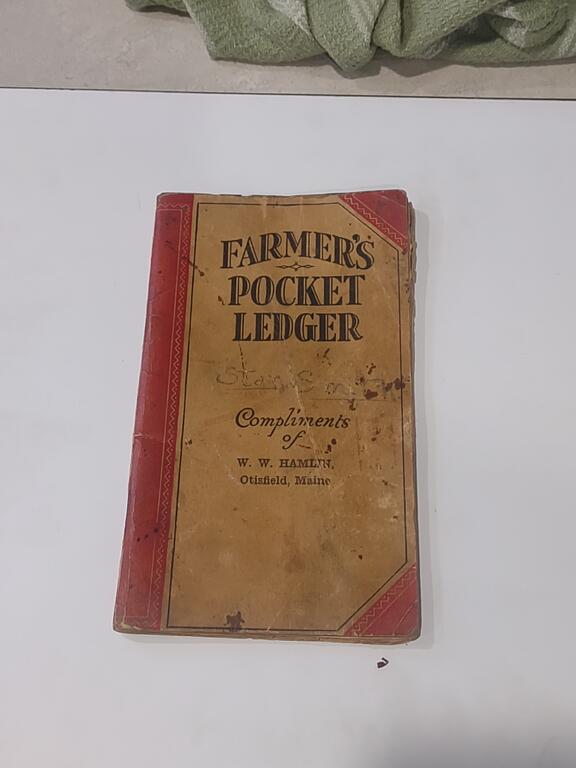 FARMER'S
POCKET
LEDGER
Compliments
of
W. W. HAMLIN,
Otisfield, Maine